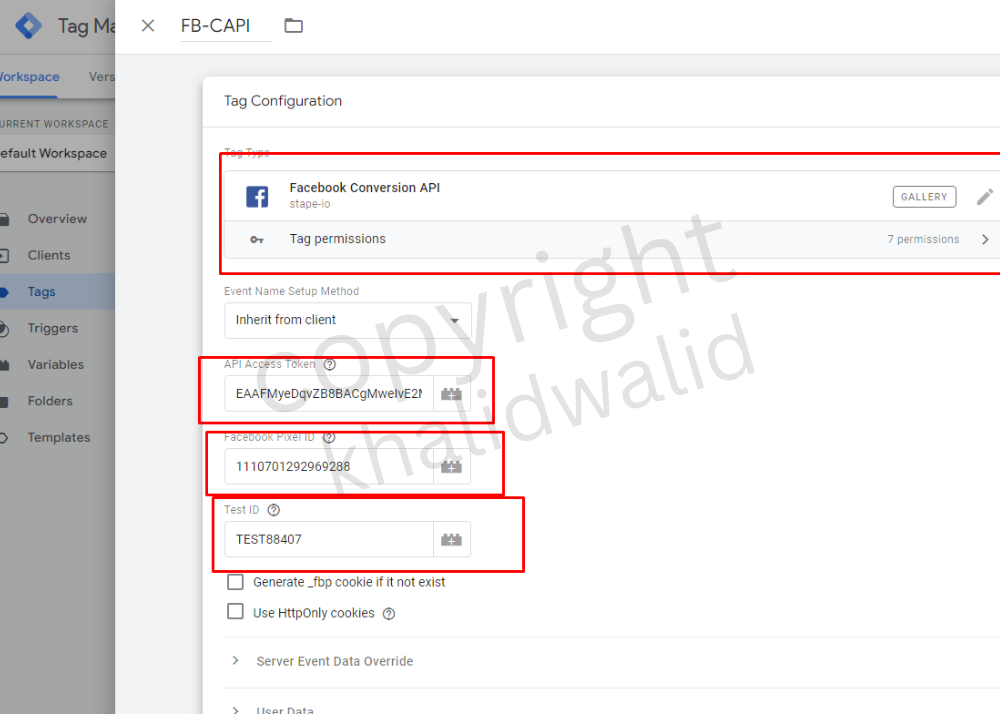 FB-CAPI
Tag Ma
Workspace Vers
CURRENT WORKSPACE
Default Workspace
Overview
Clients
Tags
Triggers
Variables
Folders
Templates
Tag Configuration
Tag Type
Facebook Conversion API
stape-io
GALLERY
Tag permissions
7 permissions
Event Name Setup Method
Inherit from client
API Access Token
Facebook Pixel ID
1110701292969288
Test ID
TEST88407
Generate _fbp cookie if it not exist
Use HttpOnly cookies
Server Event Data Override
User Data
copyright
khalidwalid